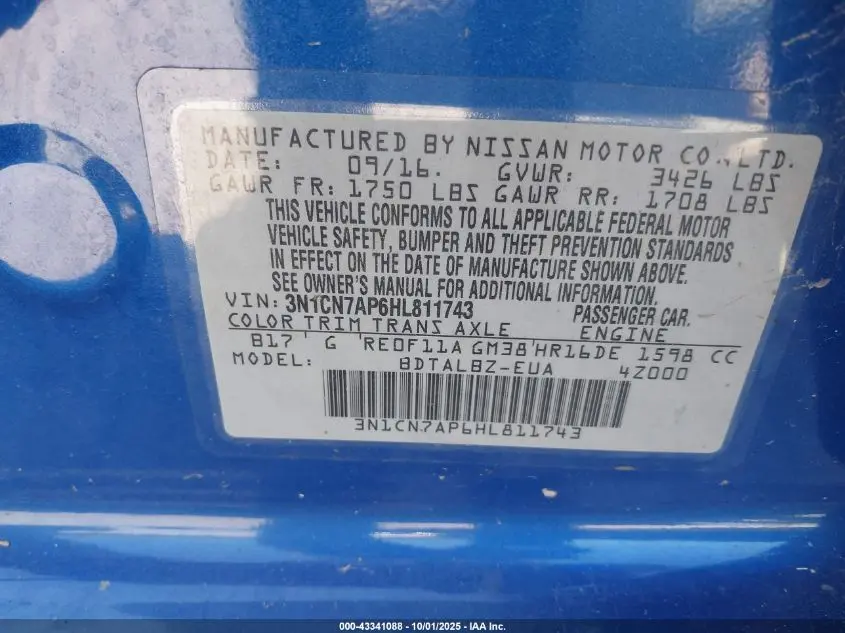 MANUFACTURED BY NISSAN MOTOR CO., LTD.
DATE: 09/16. GVWR: 3426 LBS
GAWR FR: 1750 LBS GAWR RR: 1708 LBS
THIS VEHICLE CONFORMS TO ALL APPLICABLE FEDERAL MOTOR
VEHICLE SAFETY, BUMPER AND THEFT PREVENTION STANDARDS
IN EFFECT ON THE DATE OF MANUFACTURE SHOWN ABOVE.
SEE OWNER'S MANUAL FOR ADDITIONAL INFORMATION.
VIN: 3N1CN7AP6HL811743 PASSENGER CAR.
COLOR TRIM TRANS AXLE ENGINE
B17 G RE0F11A GM38 HR16DE 1598 CC
MODEL: BDTALBZ-EUA 4Z000
3N1CN7AP6HL811743
000-43341088 - 10/01/2025 - IAA Inc.